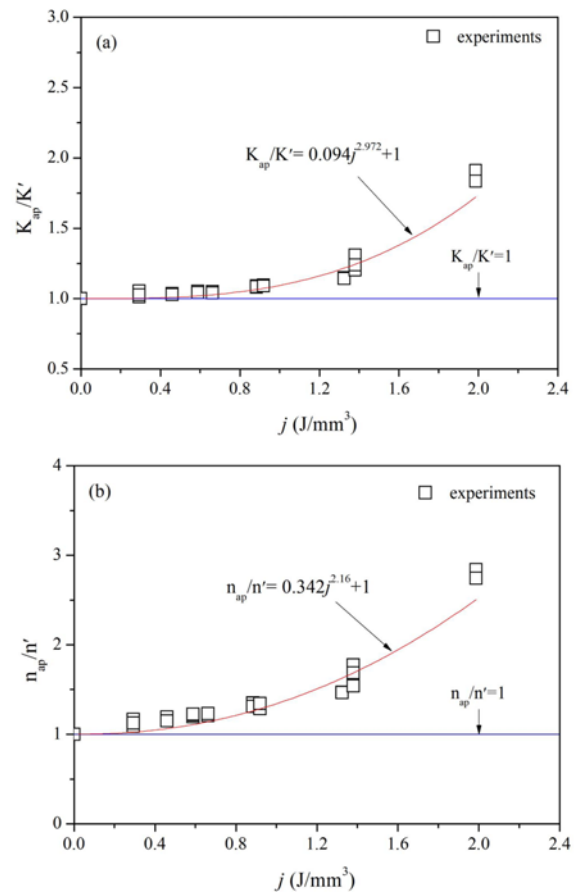 3.0
(a)
experiments
2.5
2.0
K_ap/K′= 0.094j^2.972+1
K_ap/K′
1.5
K_ap/K′=1
1.0
0.5
0.0 0.4 0.8 1.2 1.6 2.0 2.4
j (J/mm³)
4
(b)
experiments
3
n_ap/n′= 0.342j^2.16+1
n_ap/n′
2
n_ap/n′=1
1
0
0.0 0.4 0.8 1.2 1.6 2.0 2.4
j (J/mm³)